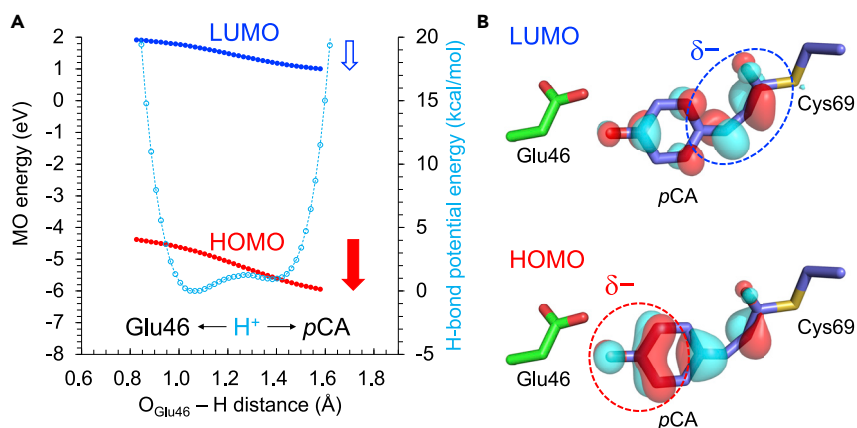 A
LUMO
HOMO
Glu46 ← H⁺ → pCA
MO energy (eV)
2
1
0
-1
-2
-3
-4
-5
-6
-7
-8
0.6 0.8 1.0 1.2 1.4 1.6 1.8
O_Glu46 – H distance (Å)
20
15
10
5
0
-5
H-bond potential energy (kcal/mol)
B
LUMO
δ−
Cys69
Glu46
pCA
HOMO
δ−
Cys69
Glu46
pCA